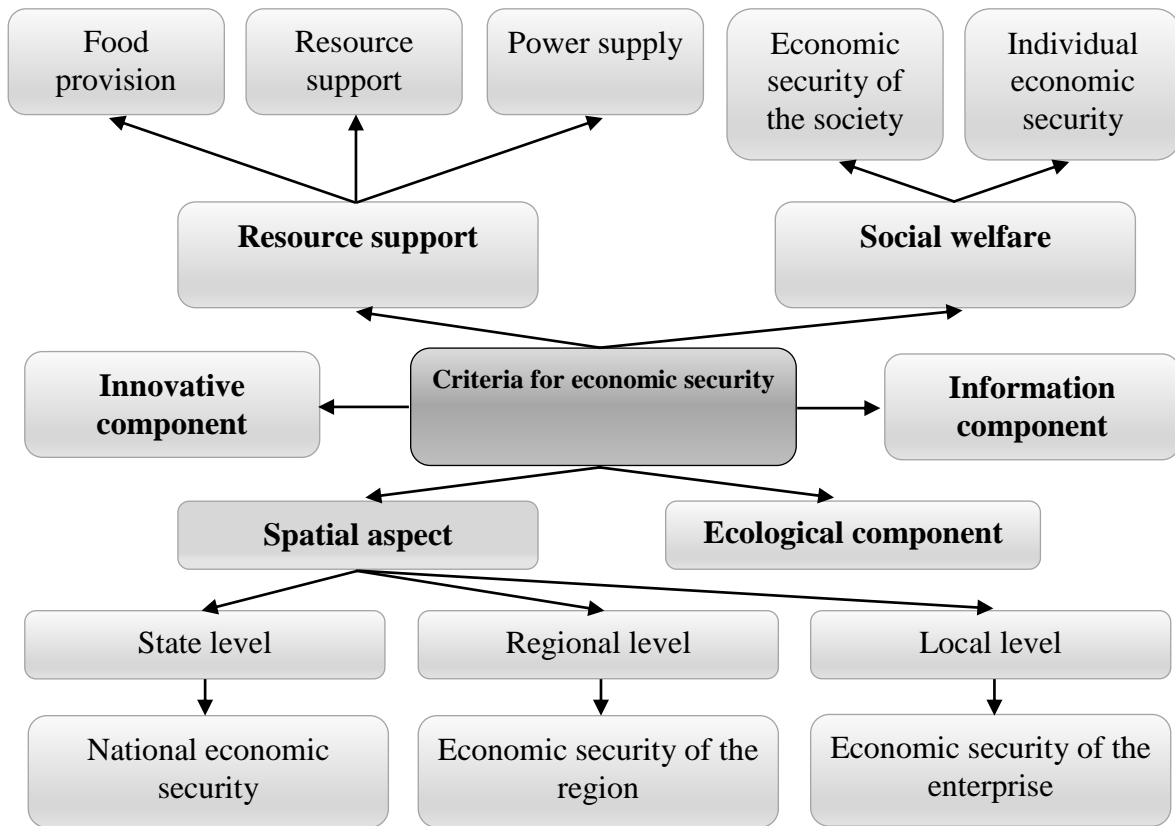 Food
provision
Resource
support
Power supply
Economic
security of
the society
Individual
economic
security
Resource support
Social welfare
Innovative
component
Criteria for economic security
Information
component
Spatial aspect
Ecological component
State level
Regional level
Local level
National economic
security
Economic security of the
region
Economic security of the
enterprise